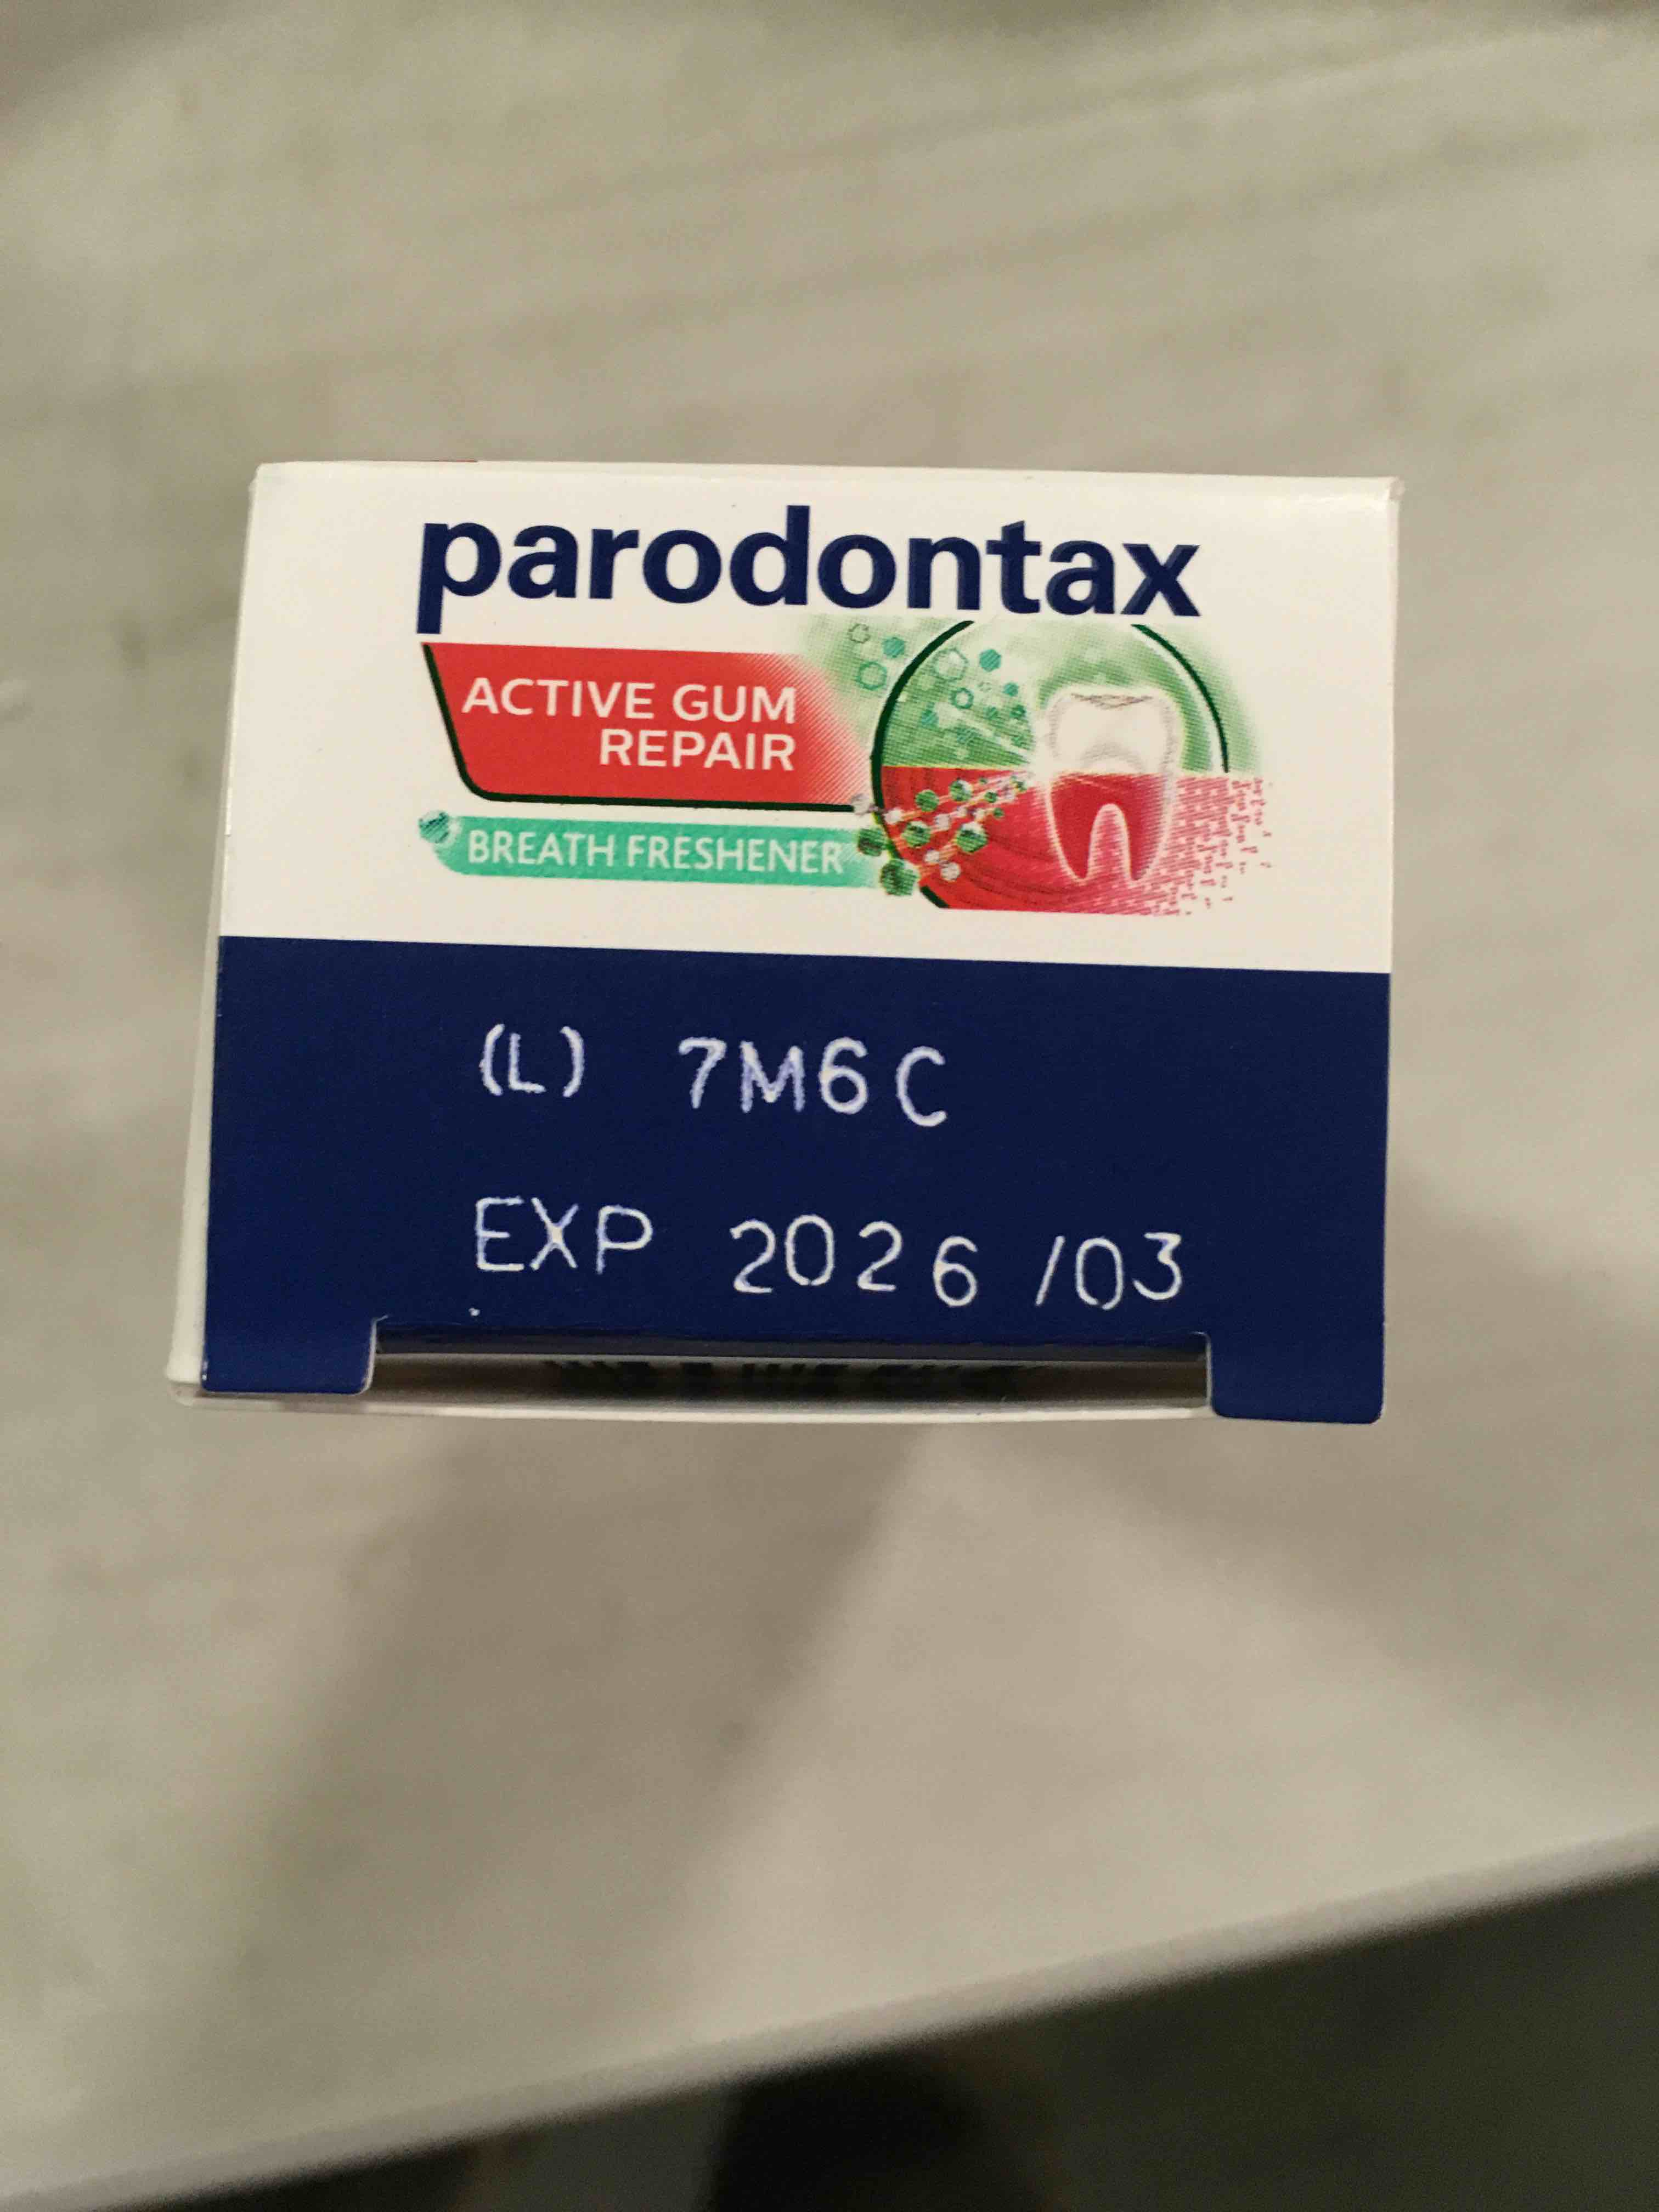 parodontax
ACTIVE GUM
REPAIR
BREATH FRESHENER
(L) 7M6C
EXP 2026 /03